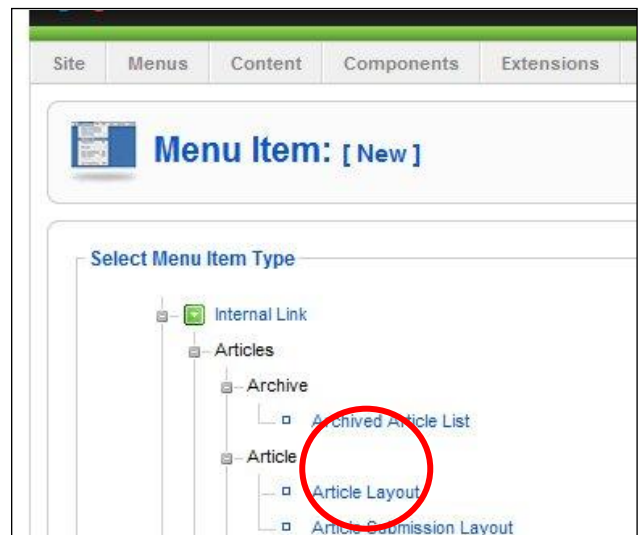 Site Menus Content Components Extensions
Menu Item: [ New ]
Select Menu Item Type
Internal Link
Articles
Archive
Archived Article List
Article
Article Layout
Article Submission Layout